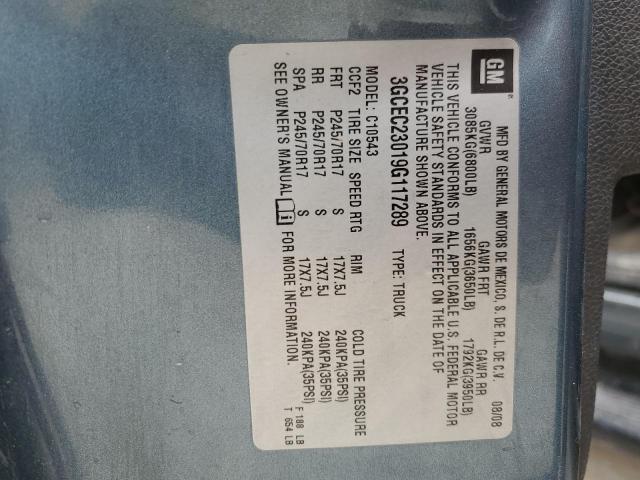 GM
MFD BY GENERAL MOTORS DE MEXICO, S. DE R.L. DE C.V. 08/08
GVWR GAWR FRT GAWR RR
3085KG(6800LB) 1656KG(3650LB) 1792KG(3950LB)
THIS VEHICLE CONFORMS TO ALL APPLICABLE U.S. FEDERAL MOTOR
VEHICLE SAFETY STANDARDS IN EFFECT ON THE DATE OF
MANUFACTURE SHOWN ABOVE.
3GCEC23019G117289 TYPE: TRUCK
MODEL: C10543
CCF2 TIRE SIZE SPEED RTG RIM COLD TIRE PRESSURE
FRT P245/70R17 S 17X7.5J 240KPA(35PSI)
RR P245/70R17 S 17X7.5J 240KPA(35PSI)
SPA P245/70R17 S 17X7.5J 240KPA(35PSI)
SEE OWNER'S MANUAL i FOR MORE INFORMATION.
F 188 LB
T 654 LB